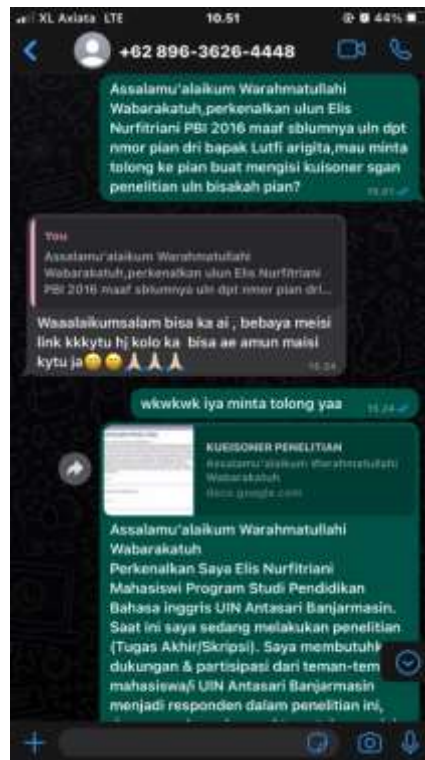 XL Axiata LTE 10.51 44%
+62 896-3626-4448
Assalamu'alaikum Warahmatullahi
Wabarakatuh,perkenalkan ulun Elis
Nurfitriani PBI 2016 maaf sblumnya uln dpt
nmor pian dri bapak Lutfi arigita,mau minta
tolong ke pian buat mengisi kuisoner sgan
penelitian uln bisakah pian?
You
Assalamu'alaikum Warahmatullahi
Wabarakatuh,perkenalkan ulun Elis Nurfitriani
PBI 2016 maaf sblumnya uln dpt nmor pian dri...
Waaalaikumsalam bisa ka ai , bebaya meisi
link kkkytu hj kolo ka bisa ae amun maisi
kytu ja😁😁🙏🏻🙏🏻🙏🏻
15.24
wkwkwk iya minta tolong yaa 15.24
KUEISONER PENELITIAN
Assalamu'alaikum Warahmatullahi
Wabarakatuh
docs.google.com
Assalamu'alaikum Warahmatullahi
Wabarakatuh
Perkenalkan Saya Elis Nurfitriani
Mahasiswi Program Studi Pendidikan
Bahasa inggris UIN Antasari Banjarmasin.
Saat ini saya sedang melakukan penelitian
(Tugas Akhir/Skripsi). Saya membutuhk
dukungan & partisipasi dari teman-tem
mahasiswa/i UIN Antasari Banjarmasin
menjadi responden dalam penelitian ini,